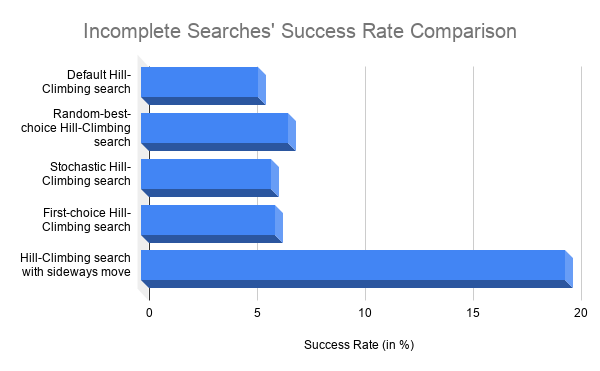 Incomplete Searches' Success Rate Comparison
Default Hill-
Climbing search
Random-best-
choice Hill-Climbing
search
Stochastic Hill-
Climbing search
First-choice Hill-
Climbing search
Hill-Climbing search
with sideways move
0 5 10 15 20
Success Rate (in %)